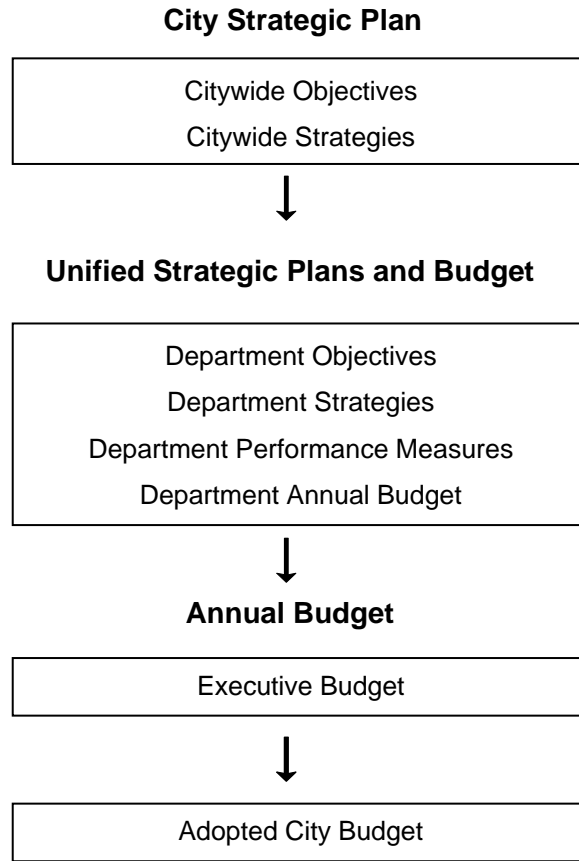 City Strategic Plan
Citywide Objectives
Citywide Strategies
Unified Strategic Plans and Budget
Department Objectives
Department Strategies
Department Performance Measures
Department Annual Budget
Annual Budget
Executive Budget
Adopted City Budget